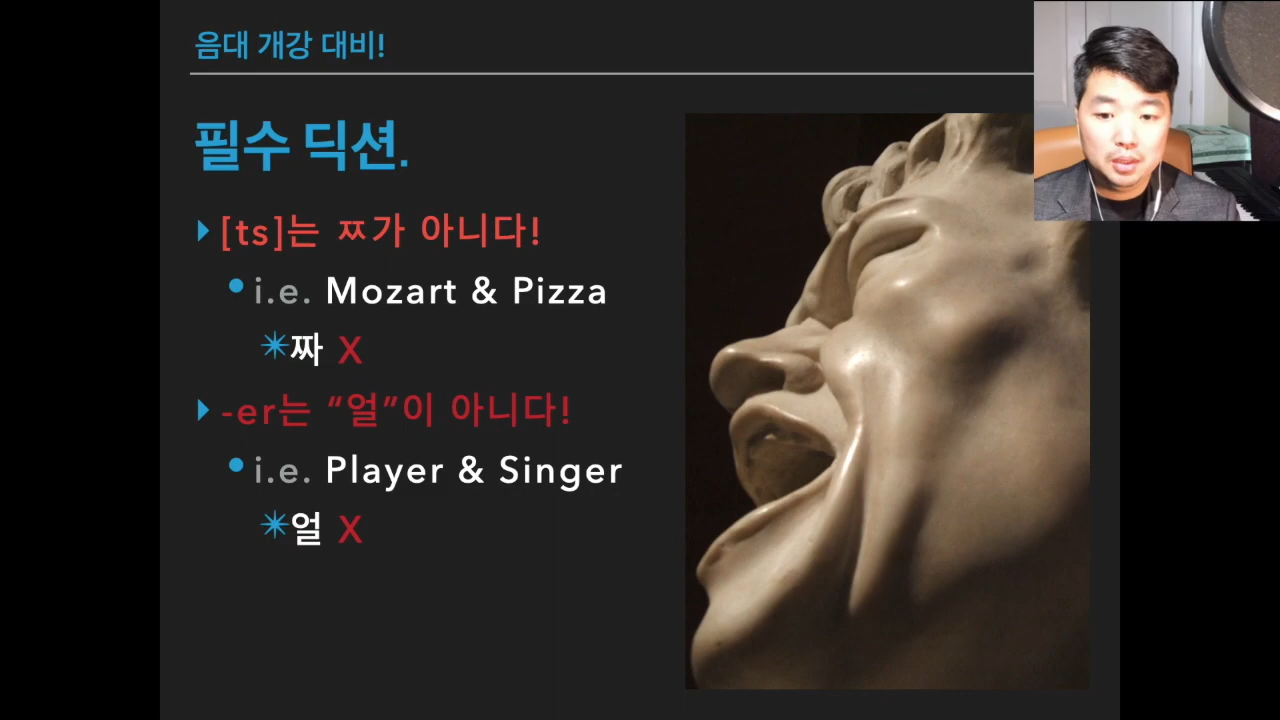 음대 개강 대비!
필수 딕션.
[ts]는 ㅉ가 아니다!
i.e. Mozart & Pizza
짜 X
-er는 “얼”이 아니다!
i.e. Player & Singer
얼 X